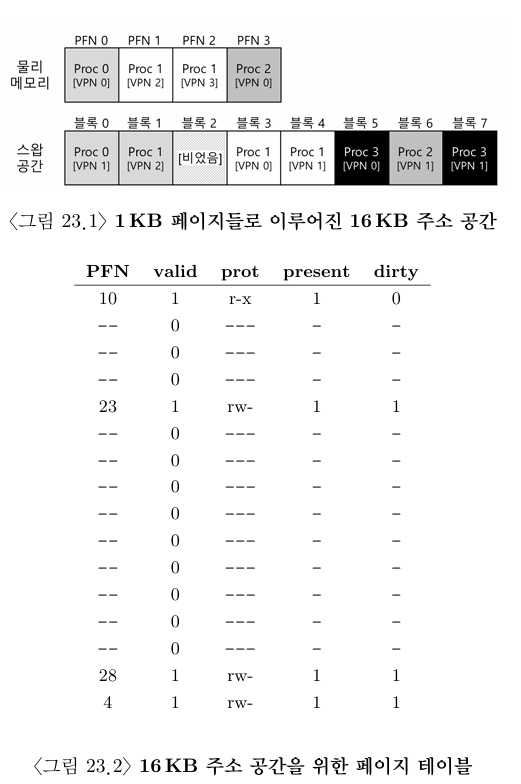 PFN 0 PFN 1 PFN 2 PFN 3
물리 메모리
Proc 0 [VPN 0] Proc 1 [VPN 2] Proc 1 [VPN 3] Proc 2 [VPN 0]
블록 0 블록 1 블록 2 블록 3 블록 4 블록 5 블록 6 블록 7
스왑 공간
Proc 0 [VPN 1] Proc 1 [VPN 2] [비었음] Proc 1 [VPN 0] Proc 1 [VPN 1] Proc 3 [VPN 0] Proc 2 [VPN 1] Proc 3 [VPN 1]
〈그림 23.1〉 1 KB 페이지들로 이루어진 16 KB 주소 공간
PFN valid prot present dirty
10 1 r-x 1 0
-- 0 --- - -
-- 0 --- - -
-- 0 --- - -
23 1 rw- 1 1
-- 0 --- - -
-- 0 --- - -
-- 0 --- - -
-- 0 --- - -
-- 0 --- - -
-- 0 --- - -
-- 0 --- - -
-- 0 --- - -
-- 0 --- - -
28 1 rw- 1 1
4 1 rw- 1 1
〈그림 23.2〉 16 KB 주소 공간을 위한 페이지 테이블